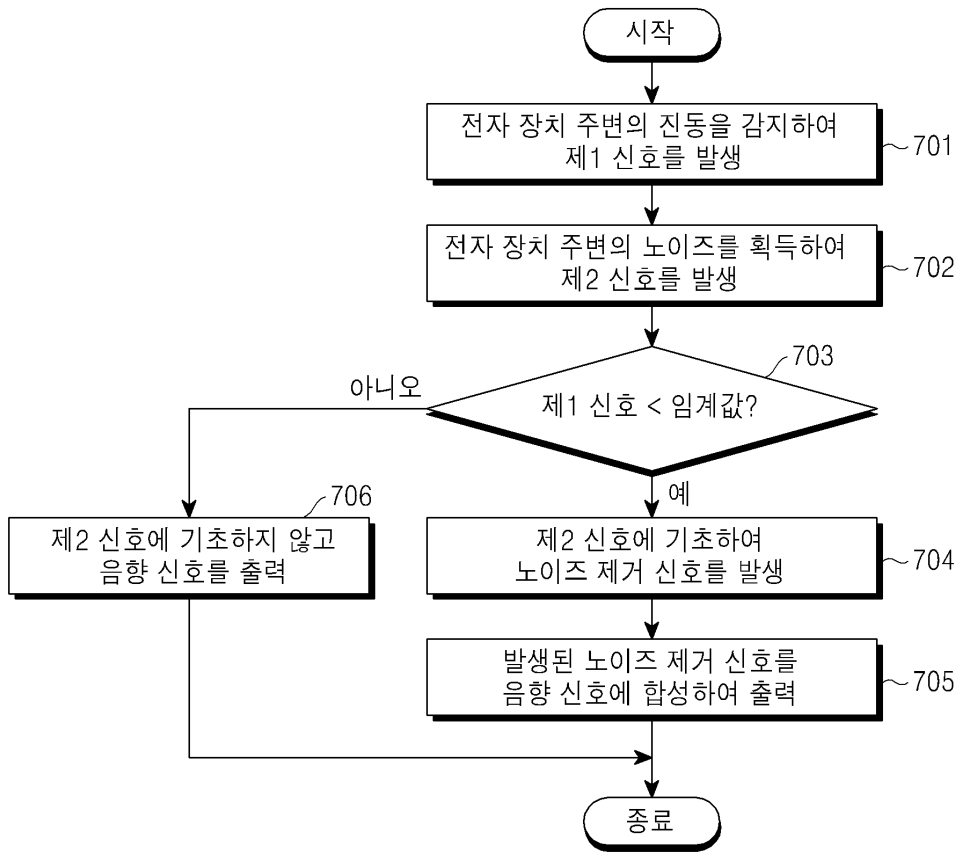 시작
전자 장치 주변의 진동을 감지하여
제1 신호를 발생
701
전자 장치 주변의 노이즈를 획득하여
제2 신호를 발생
702
703
제1 신호 < 임계값?
아니오
예
706
제2 신호에 기초하지 않고
음향 신호를 출력
제2 신호에 기초하여
노이즈 제거 신호를 발생
704
발생된 노이즈 제거 신호를
음향 신호에 합성하여 출력
705
종료